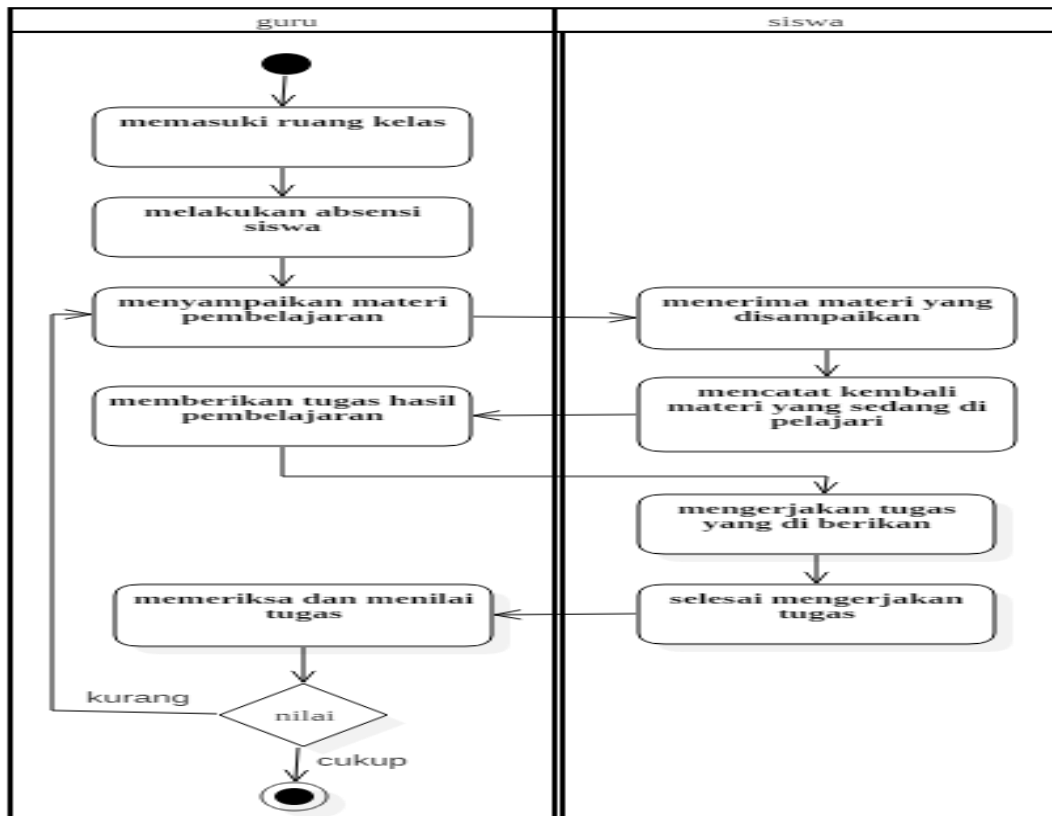 guru
siswa
memasuki ruang kelas
melakukan absensi
siswa
menyampaikan materi
pembelajaran
menerima materi yang
disampaikan
mencatat kembali
materi yang sedang di
pelajari
memberikan tugas hasil
pembelajaran
mengerjakan tugas
yang di berikan
selesai mengerjakan
tugas
memeriksa dan menilai
tugas
kurang
nilai
cukup